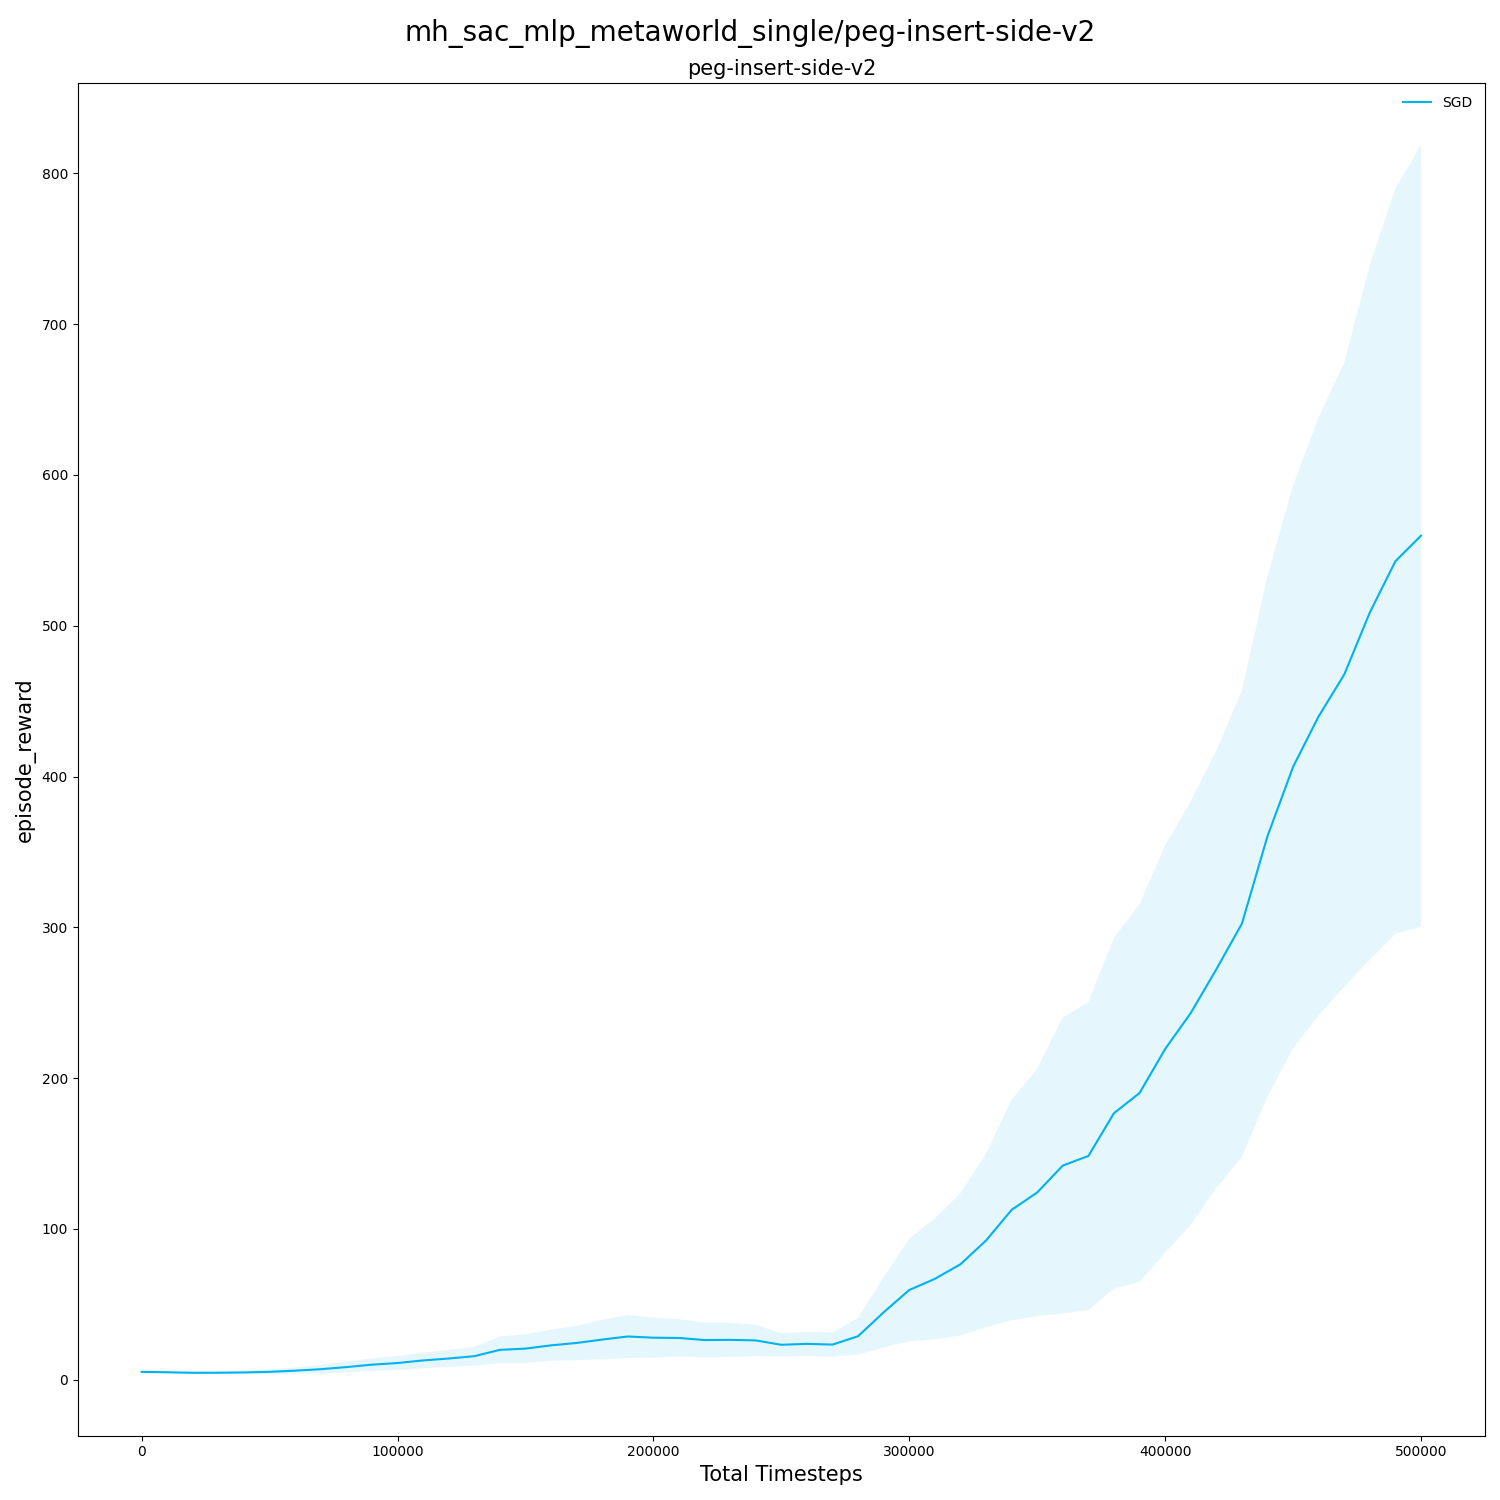 mh_sac_mlp_metaworld_single/peg-insert-side-v2
peg-insert-side-v2
SGD
800
700
600
500
400
300
200
100
0
episode_reward
0 100000 200000 300000 400000 500000
Total Timesteps